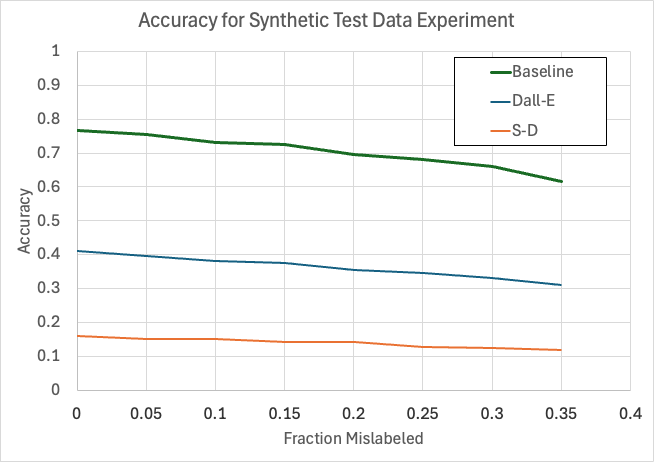 Accuracy for Synthetic Test Data Experiment
1
0.9
0.8
0.7
0.6
0.5
0.4
0.3
0.2
0.1
0
Accuracy
Baseline
Dall-E
S-D
0 0.05 0.1 0.15 0.2 0.25 0.3 0.35 0.4
Fraction Mislabeled